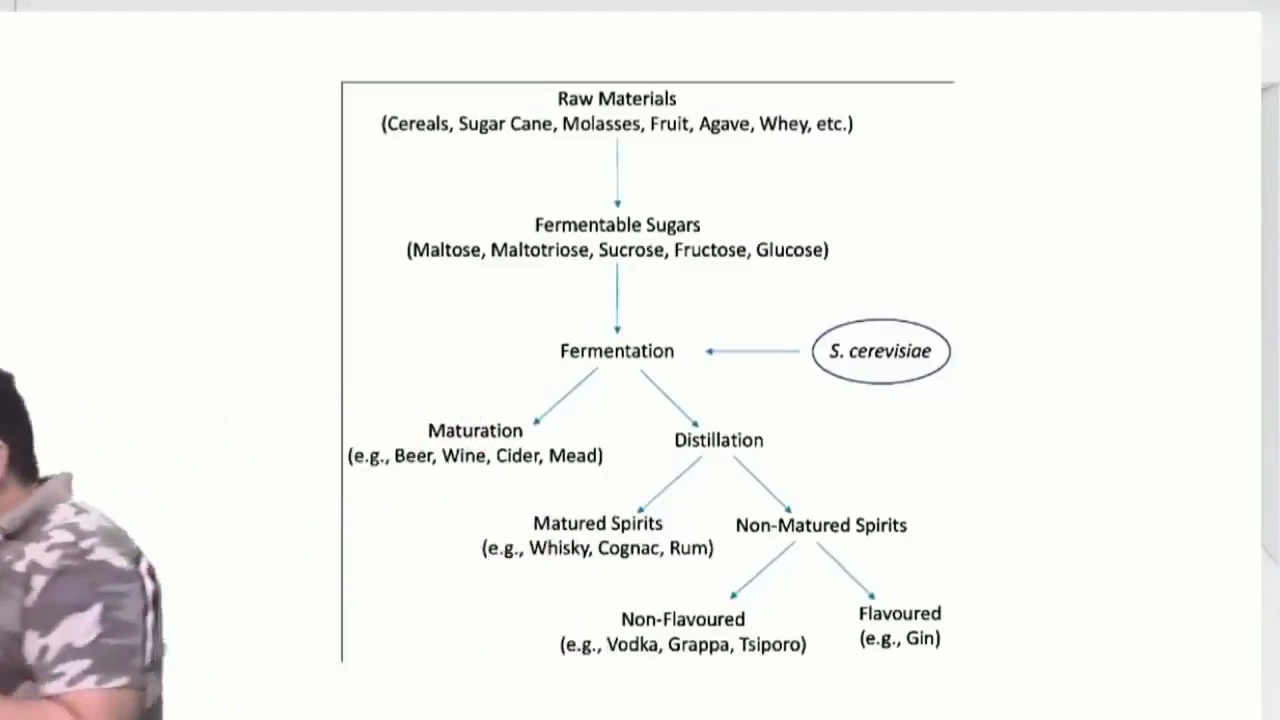 Raw Materials
(Cereals, Sugar Cane, Molasses, Fruit, Agave, Whey, etc.)
Fermentable Sugars
(Maltose, Maltotriose, Sucrose, Fructose, Glucose)
Fermentation
S. cerevisiae
Maturation
(e.g., Beer, Wine, Cider, Mead)
Distillation
Matured Spirits
(e.g., Whisky, Cognac, Rum)
Non-Matured Spirits
Non-Flavoured
(e.g., Vodka, Grappa, Tsiporo)
Flavoured
(e.g., Gin)